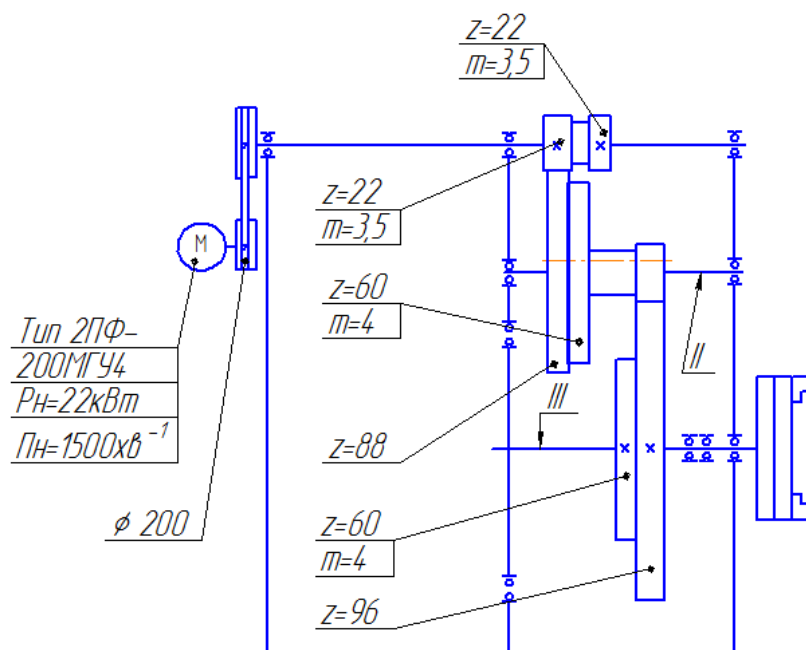 z=22
m=3,5
z=22
m=3,5
М
z=60
m=4
Тип 2ПФ-
200МГУ4
Рн=22кВт
Пн=1500хв⁻¹
II
III
z=88
⌀ 200
z=60
m=4
z=96